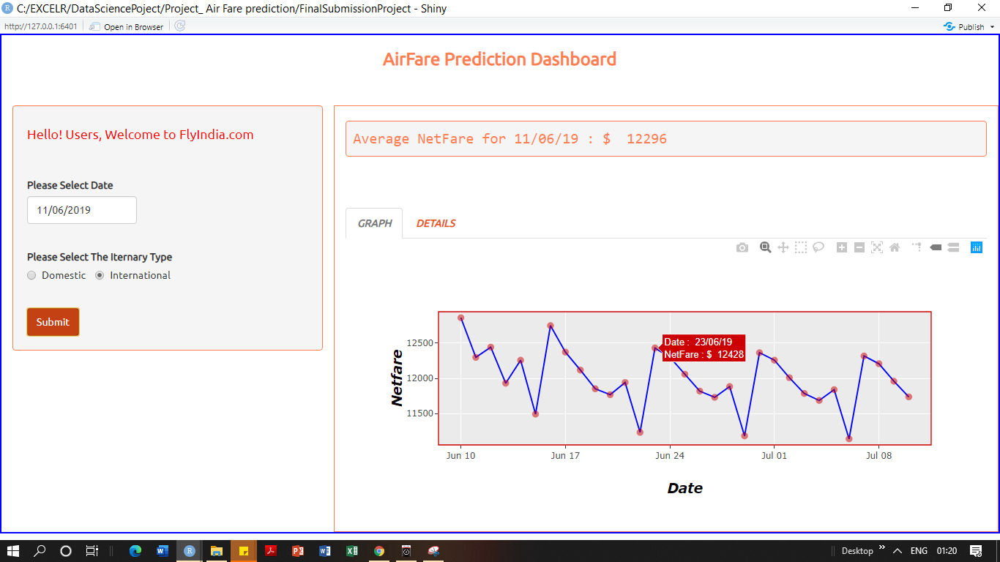 C:/EXCELR/DataSciencePoject/Project_ Air Fare prediction/FinalSubmissionProject - Shiny
http://127.0.0.1:6401
Open in Browser
Publish
AirFare Prediction Dashboard
Hello! Users, Welcome to FlyIndia.com
Please Select Date
11/06/2019
Please Select The Iternary Type
Domestic
International
Submit
Average NetFare for 11/06/19 : $  12296
GRAPH
DETAILS
Date :  23/06/19
NetFare : $  12428
12500
12000
11500
Netfare
Jun 10
Jun 17
Jun 24
Jul 01
Jul 08
Date
Desktop
ENG
01:20